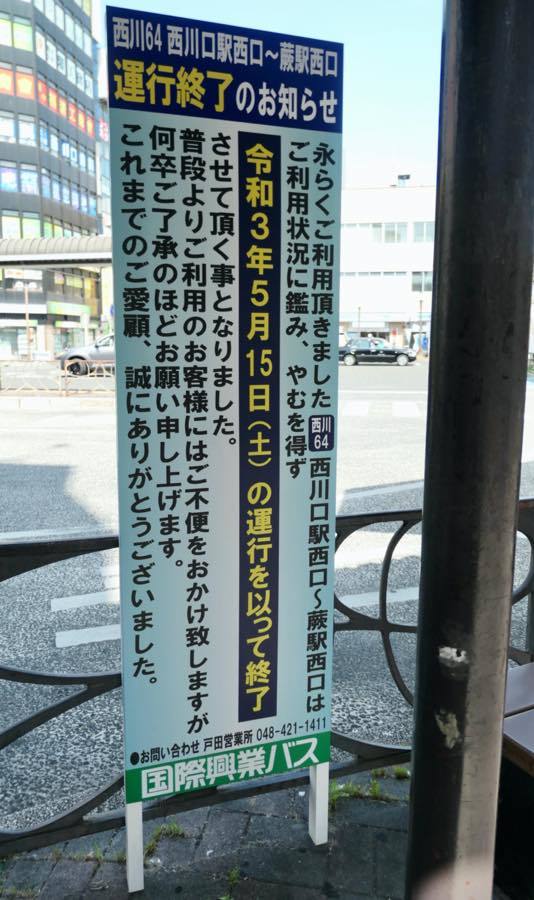 西川64 西川口駅西口～蕨駅西口
運行終了のお知らせ
永らくご利用頂きました 西川64 西川口駅西口～蕨駅西口は
ご利用状況に鑑み、やむを得ず
令和3年5月15日(土)の運行を以って終了
させて頂く事となりました。
普段よりご利用のお客様にはご不便をおかけ致しますが
何卒ご了承のほどお願い申し上げます。
これまでのご愛顧、誠にありがとうございました。
●お問い合わせ 戸田営業所 048-421-1411
国際興業バス